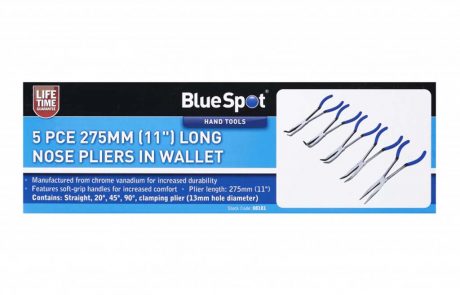 LIFE
TIME
GUARANTEE
BlueSpot
HAND TOOLS
5 PCE 275MM (11") LONG
NOSE PLIERS IN WALLET
- Manufactured from chrome vanadium for increased durability
- Features soft-grip handles for increased comfort - Plier length: 275mm (11")
Contains: Straight, 20°, 45°, 90°, clamping plier (13mm hole diameter)
Stock Code: